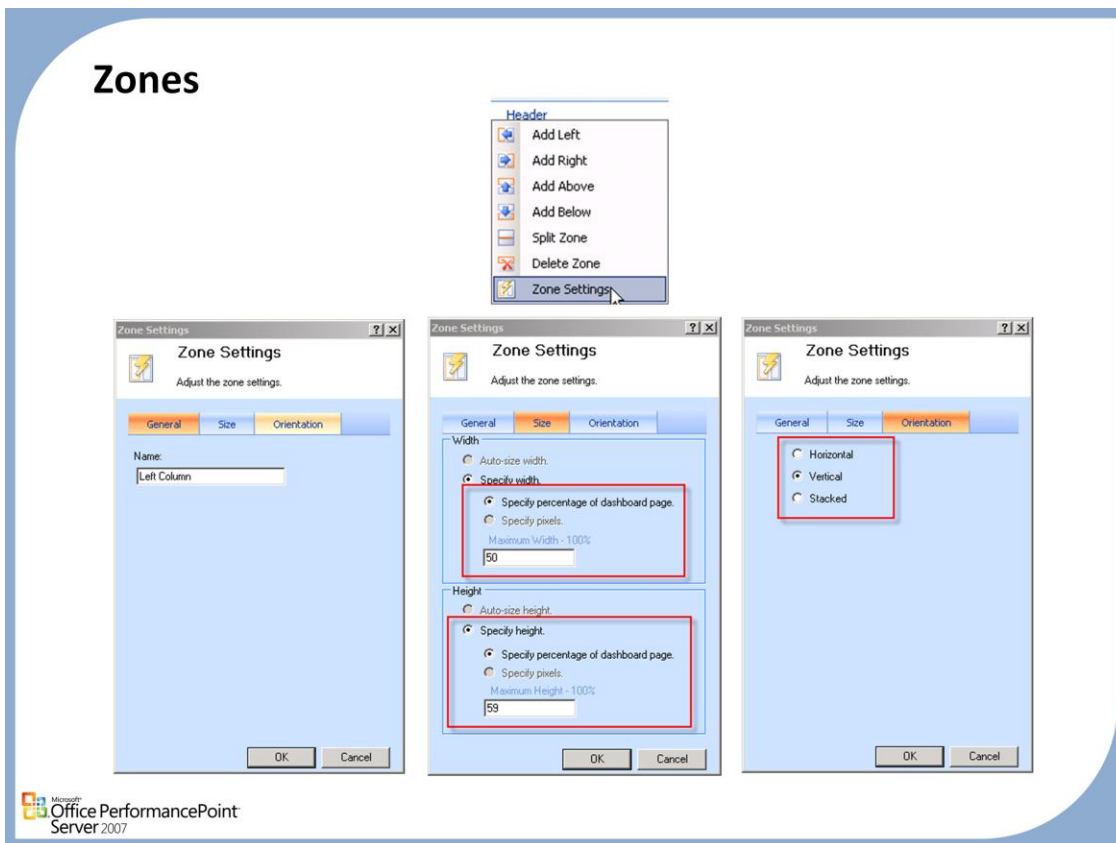 Zones
Header
Add Left
Add Right
Add Above
Add Below
Split Zone
Delete Zone
Zone Settings
Zone Settings
Zone Settings
Adjust the zone settings.
General Size Orientation
Name:
Left Column
OK Cancel
Zone Settings
Zone Settings
Adjust the zone settings.
General Size Orientation
Width
Auto-size width.
Specify width.
Specify percentage of dashboard page.
Specify pixels.
Maximum Width - 100%
50
Height
Auto-size height.
Specify height.
Specify percentage of dashboard page.
Specify pixels.
Maximum Height - 100%
59
OK Cancel
Zone Settings
Zone Settings
Adjust the zone settings.
General Size Orientation
Horizontal
Vertical
Stacked
OK Cancel
Microsoft
Office PerformancePoint
Server 2007